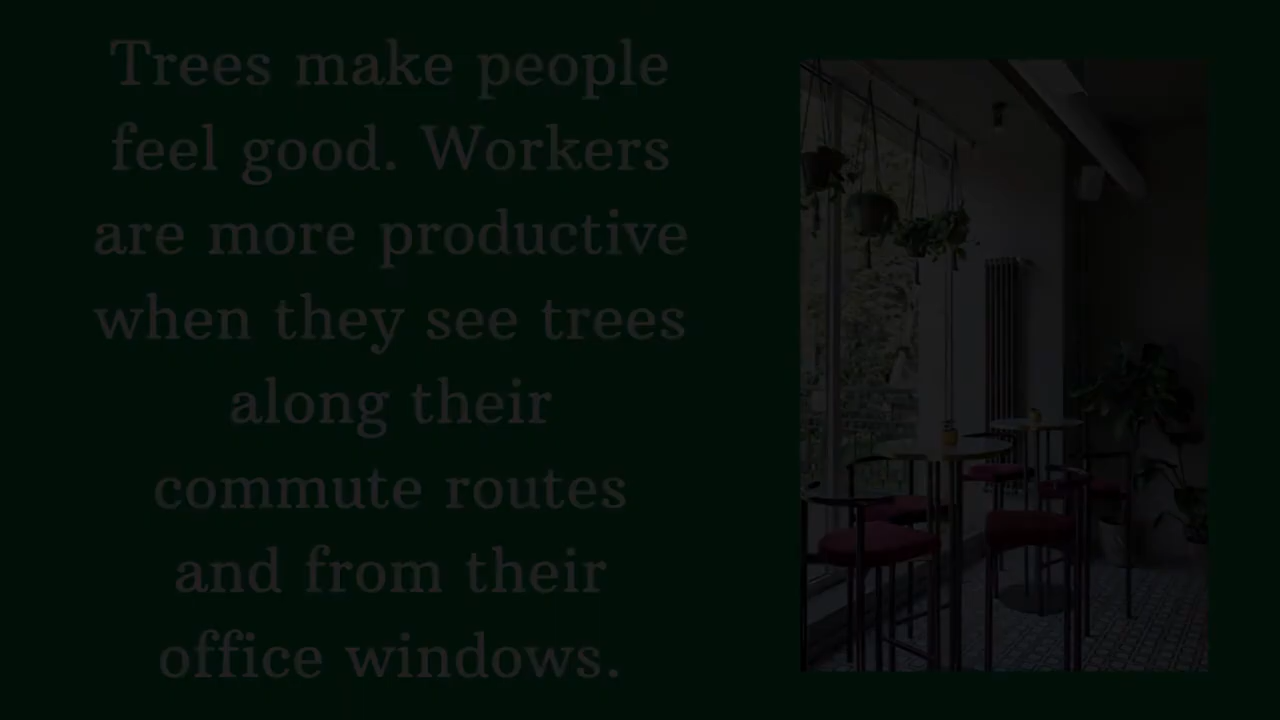 Trees make people
feel good. Workers
are more productive
when they see trees
along their
commute routes
and from their
office windows.